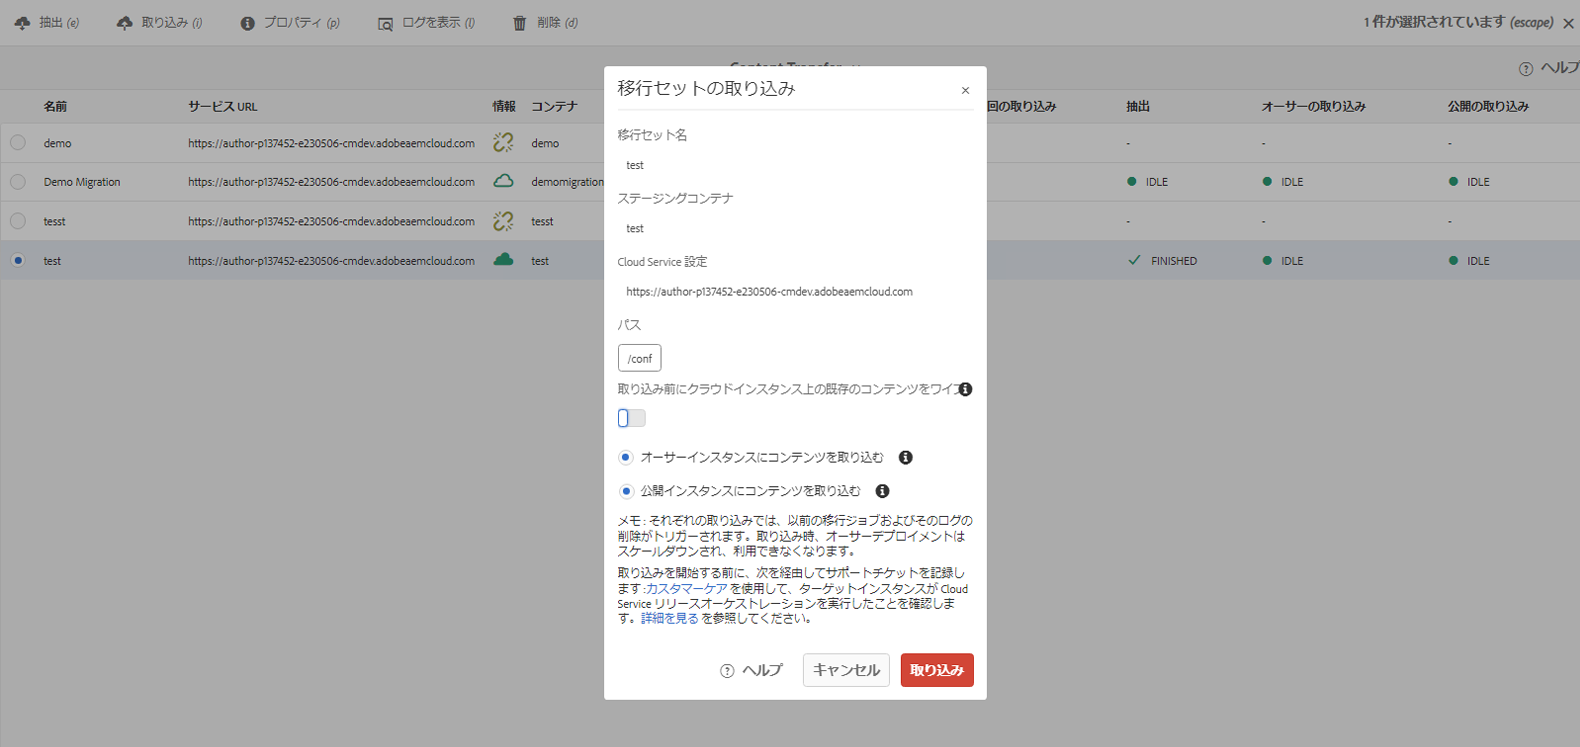 抽出 (e) 取り込み (i) プロパティ (p) ログを表示 (l) 削除 (d) 1 件が選択されています (escape) ×
ヘルプ
名前 サービス URL 情報 コンテナ 回の取り込み 抽出 オーサーの取り込み 公開の取り込み
demo https://author-p137452-e230506-cmdev.adobeaemcloud.com demo - - -
Demo Migration https://author-p137452-e230506-cmdev.adobeaemcloud.com demomigration IDLE IDLE IDLE
tesst https://author-p137452-e230506-cmdev.adobeaemcloud.com tesst - - -
test https://author-p137452-e230506-cmdev.adobeaemcloud.com test FINISHED IDLE IDLE
移行セットの取り込み ×
移行セット名
test
ステージングコンテナ
test
Cloud Service 設定
https://author-p137452-e230506-cmdev.adobeaemcloud.com
パス
/conf
取り込み前にクラウドインスタンス上の既存のコンテンツをワイプ
オーサーインスタンスにコンテンツを取り込む
公開インスタンスにコンテンツを取り込む
メモ : それぞれの取り込みでは、以前の移行ジョブおよびそのログの
削除がトリガーされます。取り込み時、オーサーデプロイメントは
スケールダウンされ、利用できなくなります。
取り込みを開始する前に、次を経由してサポートチケットを記録し
ます :カスタマーケア を使用して、ターゲットインスタンスが Cloud
Service リリースオーケストレーションを実行したことを確認しま
す。詳細を見る を参照してください。
ヘルプ キャンセル 取り込み